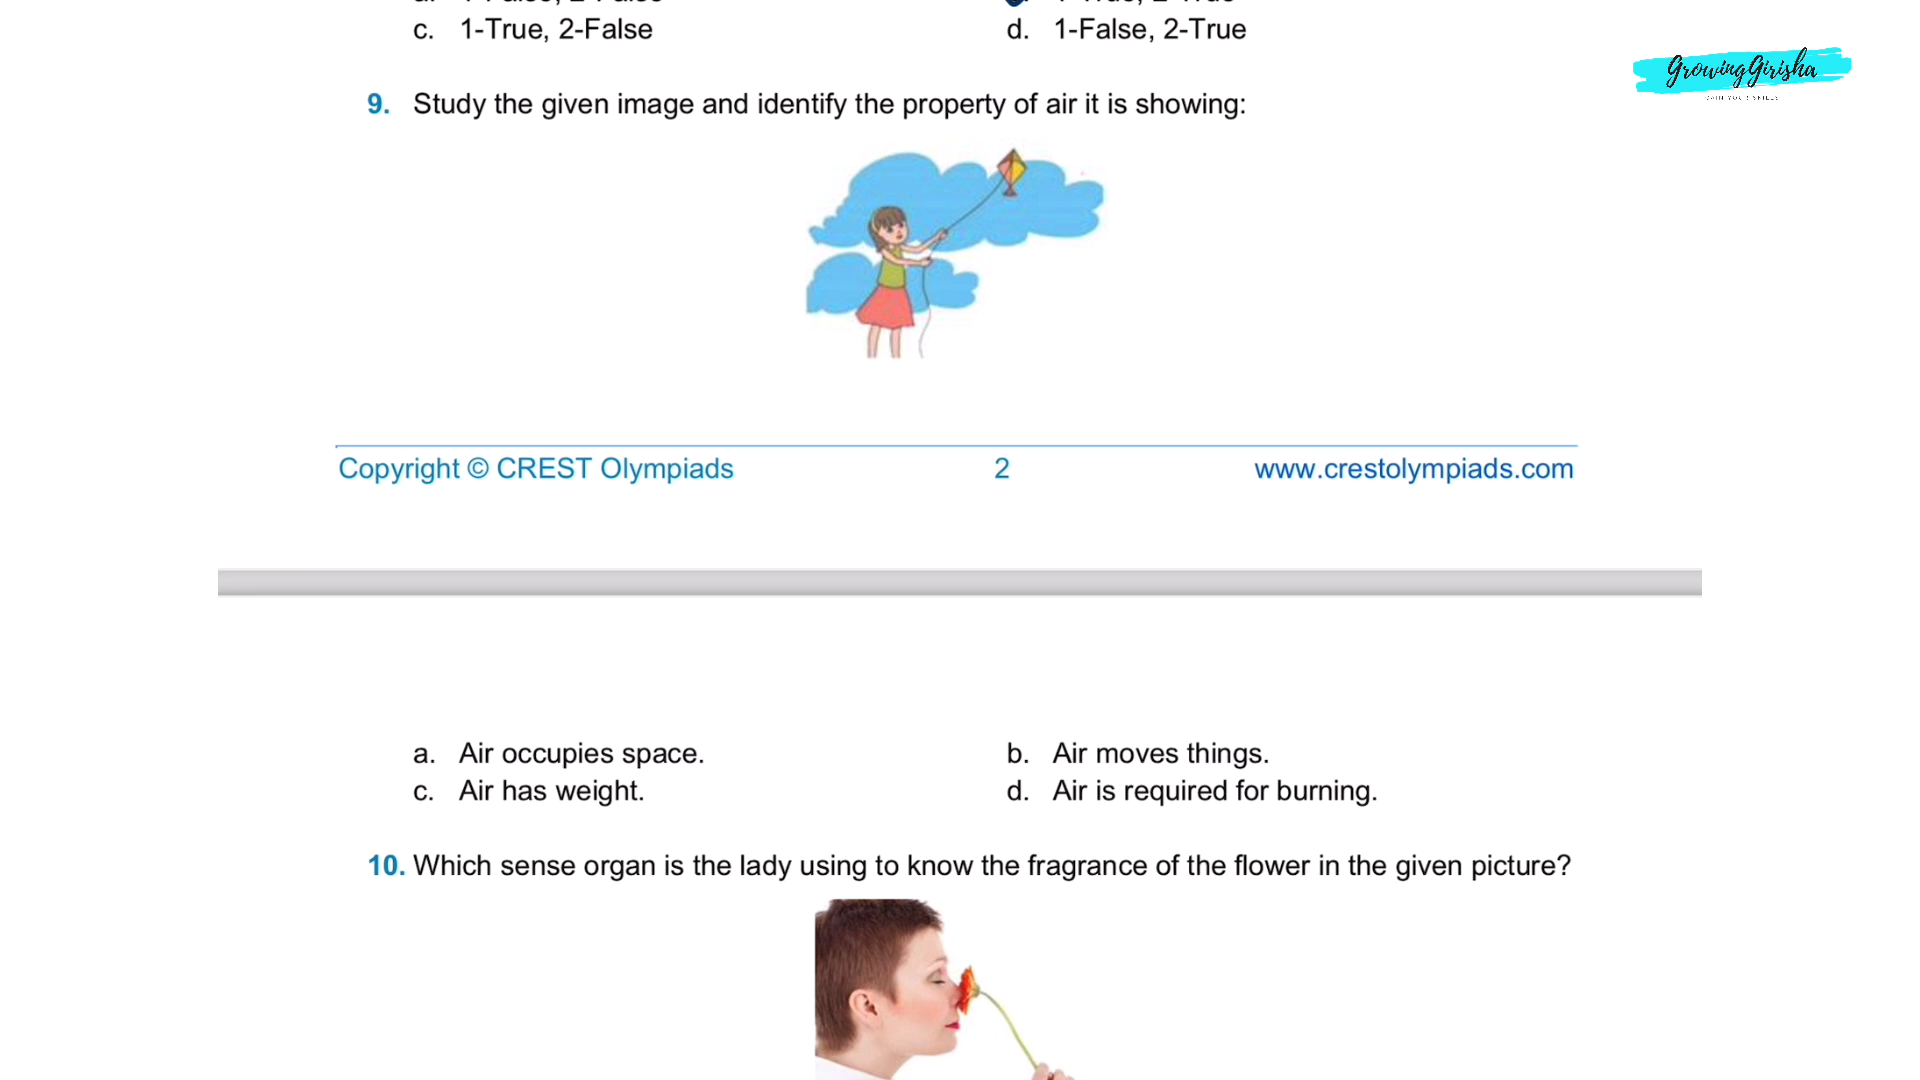 c. 1-True, 2-False d. 1-False, 2-True
GrowingGirisha
9. Study the given image and identify the property of air it is showing:
Copyright © CREST Olympiads 2 www.crestolympiads.com
a. Air occupies space. b. Air moves things.
c. Air has weight. d. Air is required for burning.
10. Which sense organ is the lady using to know the fragrance of the flower in the given picture?